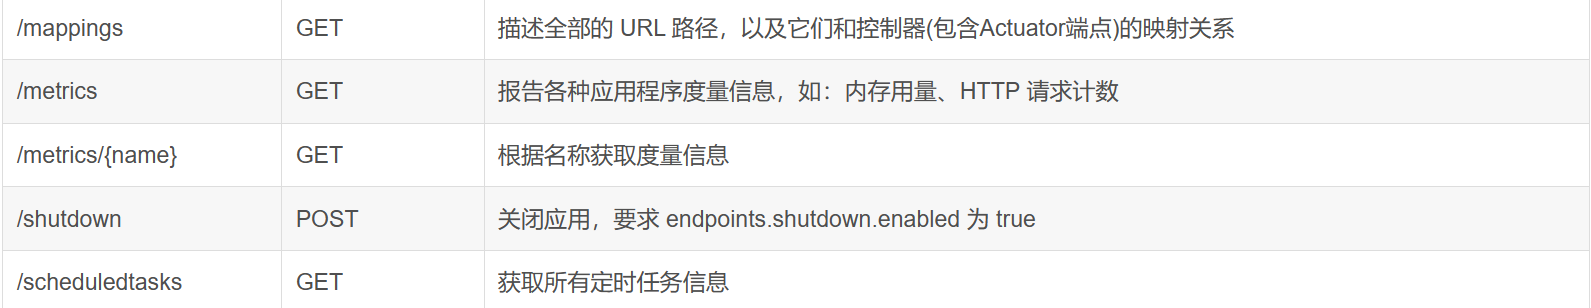 /mappings GET 描述全部的 URL 路径，以及它们和控制器(包含Actuator端点)的映射关系
/metrics GET 报告各种应用程序度量信息，如：内存用量、HTTP 请求计数
/metrics/{name} GET 根据名称获取度量信息
/shutdown POST 关闭应用，要求 endpoints.shutdown.enabled 为 true
/scheduledtasks GET 获取所有定时任务信息